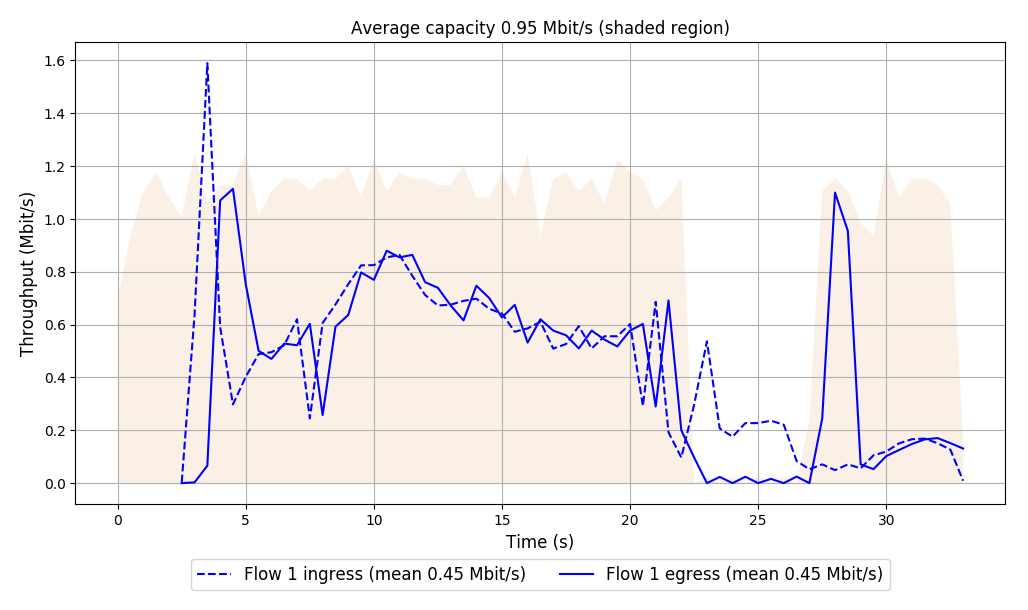 Average capacity 0.95 Mbit/s (shaded region)
1.6
1.4
1.2
1.0
0.8
0.6
0.4
0.2
0.0
Throughput (Mbit/s)
0 5 10 15 20 25 30
Time (s)
Flow 1 ingress (mean 0.45 Mbit/s) Flow 1 egress (mean 0.45 Mbit/s)